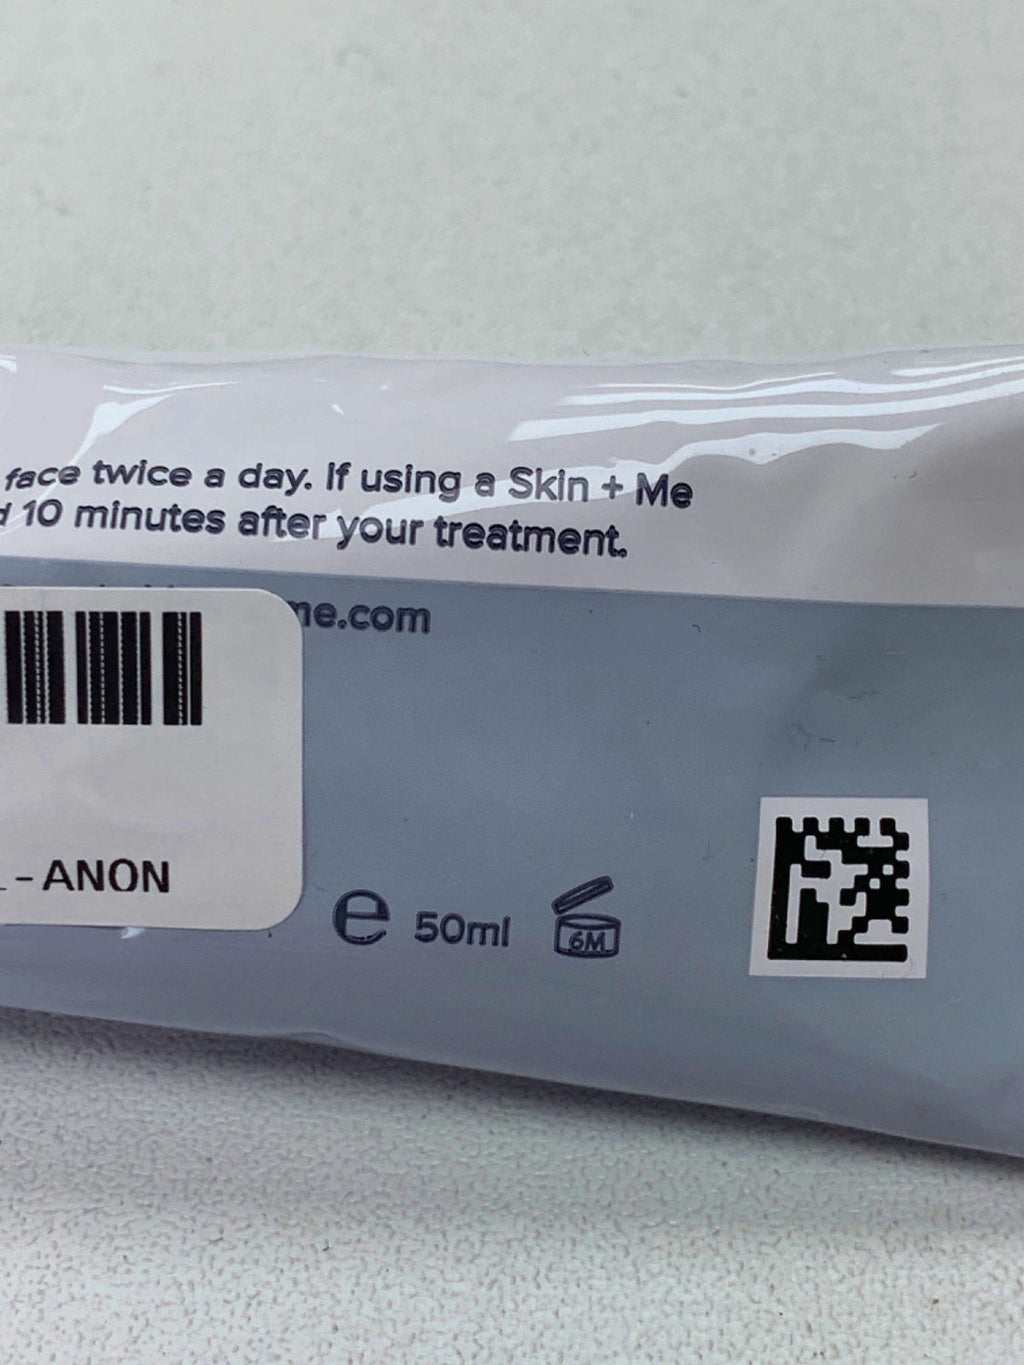 face twice a day. If using a Skin + Me
10 minutes after your treatment.
me.com
- ANON
e 50ml 6M